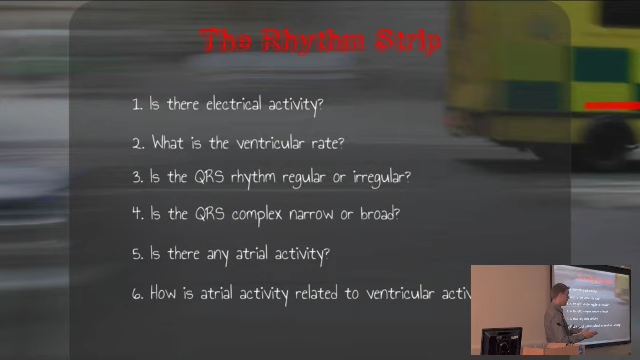 The Rhythm Strip
1. Is there electrical activity?
2. What is the ventricular rate?
3. Is the QRS rhythm regular or irregular?
4. Is the QRS complex narrow or broad?
5. Is there any atrial activity?
6. How is atrial activity related to ventricular activ